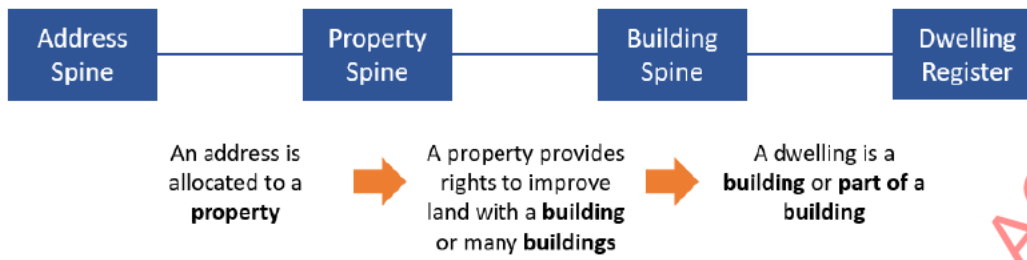 Address
Spine
Property
Spine
Building
Spine
Dwelling
Register
An address is
allocated to a
property
A property provides
rights to improve
land with a building
or many buildings
A dwelling is a
building or part of a
building